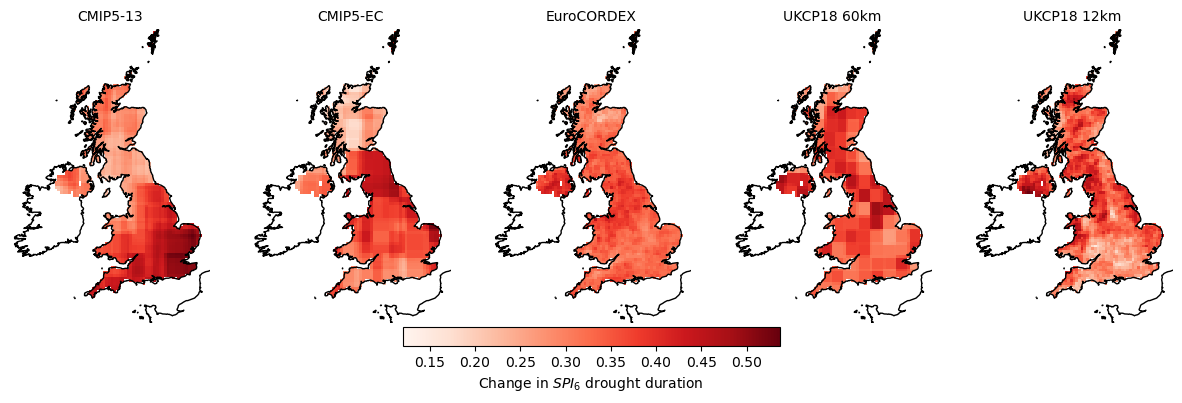 CMIP5-13 CMIP5-EC EuroCORDEX UKCP18 60km UKCP18 12km
0.15 0.20 0.25 0.30 0.35 0.40 0.45 0.50
Change in SPI₆ drought duration